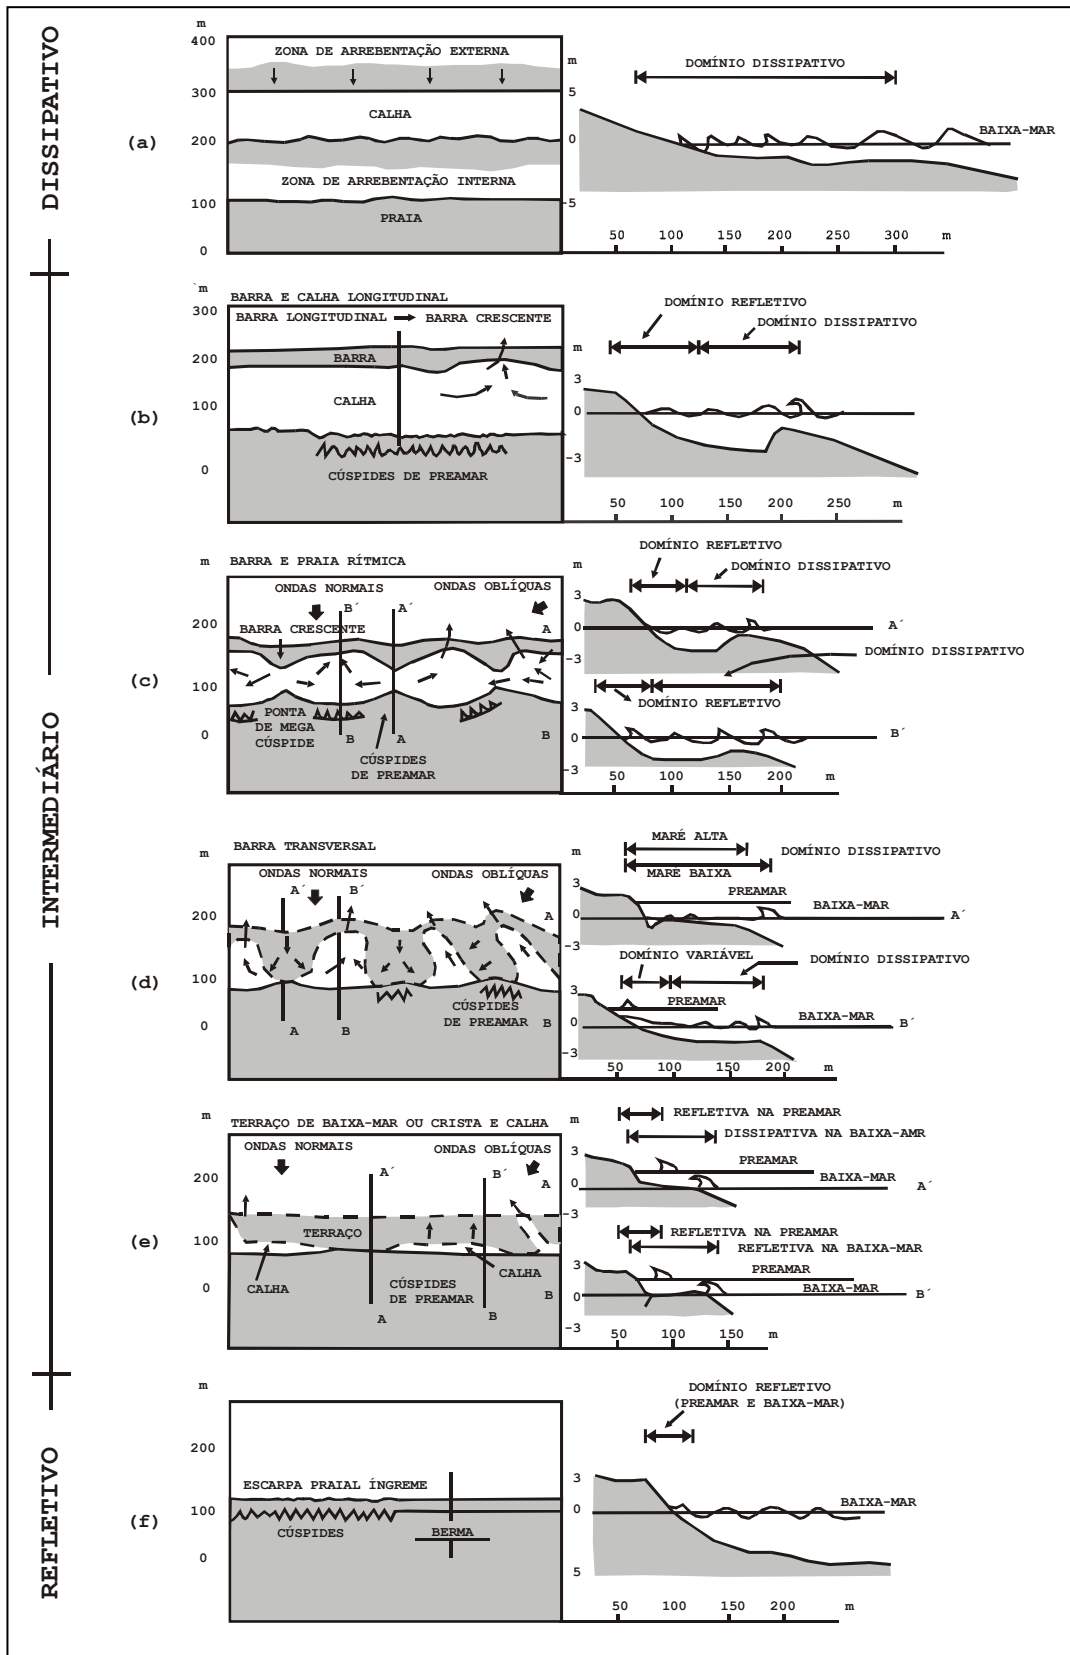 DISSIPATIVO
(a)
m
400
300
200
100
0
ZONA DE ARREBENTAÇÃO EXTERNA
CALHA
ZONA DE ARREBENTAÇÃO INTERNA
PRAIA
m
5
0
-5
DOMÍNIO DISSIPATIVO
BAIXA-MAR
50 100 150 200 300 m
INTERMEDIÁRIO
(b)
`m
300
200
100
0
BARRA E CALHA LONGITUDINAL
BARRA LONGITUDINAL BARRA CRESCENTE
BARRA
CALHA
CÚSPIDES DE PREAMAR
DOMÍNIO REFLETIVO
DOMÍNIO DISSIPATIVO
m
3
0
-3
50 100 150 200 250
m
(c)
m
200
100
0
BARRA E PRAIA RÍTMICA
ONDAS NORMAIS ONDAS OBLÍQUAS
B´ A´
BARRA CRESCENTE A
PONTA
DE MEGA
CÚSPIDE
B A B
CÚSPIDES
DE PREAMAR
DOMÍNIO REFLETIVO
DOMÍNIO DISSIPATIVO
m
3
0
-3
A´
DOMÍNIO DISSIPATIVO
DOMÍNIO REFLETIVO
3
0
-3
B´
50 100 150 200 m
(d)
m
200
100
0
BARRA TRANSVERSAL
ONDAS NORMAIS ONDAS OBLÍQUAS
A´ B´
A
CÚSPIDES
DE PREAMAR B
A B
MARÉ ALTA
DOMÍNIO DISSIPATIVO
MARÉ BAIXA
m
3
0
-3
PREAMAR
BAIXA-MAR
A´
DOMÍNIO VARIÁVEL DOMÍNIO DISSIPATIVO
3
0
-3
PREAMAR
BAIXA-MAR B´
50 100 150 200 m
(e)
m
200
100
0
TERRAÇO DE BAIXA-MAR OU CRISTA E CALHA
ONDAS NORMAIS ONDAS OBLÍQUAS
A´ B´
A
TERRAÇO
CALHA
CALHA
CÚSPIDES
DE PREAMAR B
A B
REFLETIVA NA PREAMAR
DISSIPATIVA NA BAIXA-AMR
m
3
0
-3
PREAMAR
BAIXA-MAR A´
REFLETIVA NA PREAMAR
REFLETIVA NA BAIXA-MAR
3
0
-3
PREAMAR
BAIXA-MAR B´
50 100 150 m
REFLETIVO
(f)
m
200
100
0
ESCARPA PRAIAL ÍNGREME
CÚSPIDES BERMA
DOMÍNIO REFLETIVO
(PREAMAR E BAIXA-MAR)
3
0
5
BAIXA-MAR
50 100 150 200 m